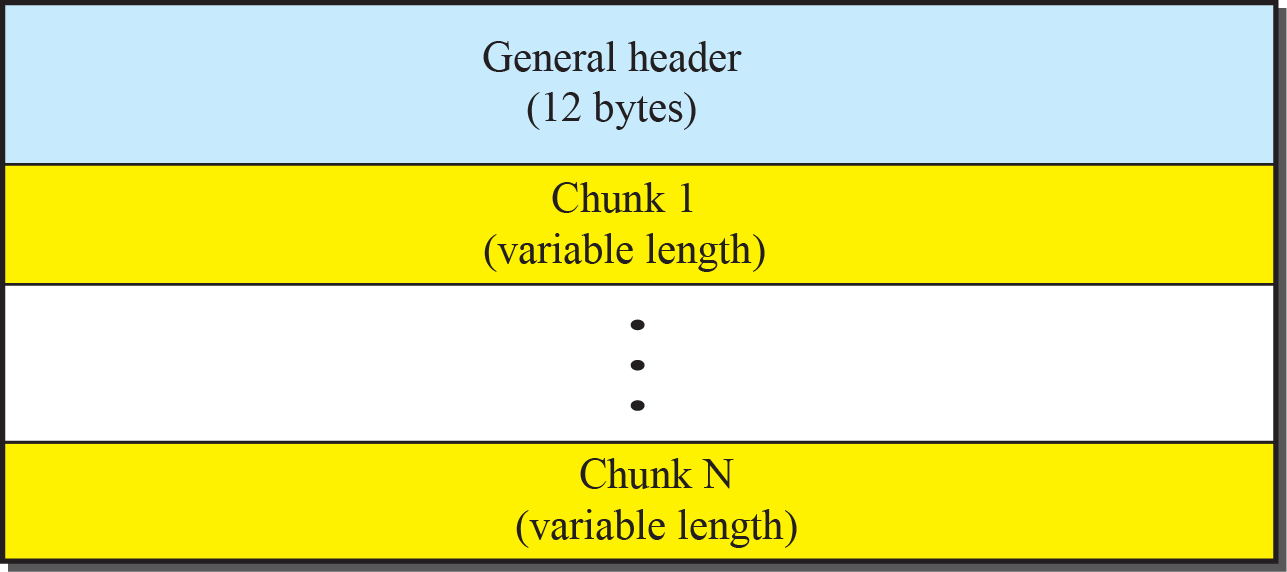 General header
(12 bytes)
Chunk 1
(variable length)
Chunk N
(variable length)